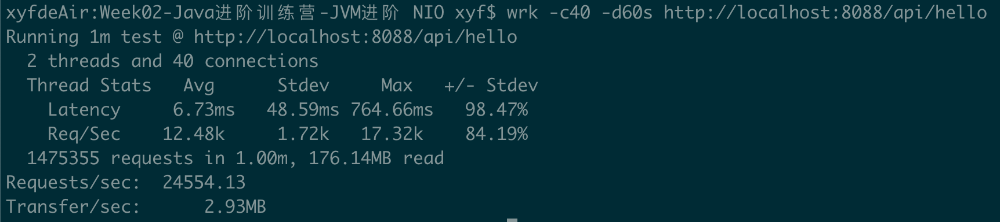 xyfdeAir:Week02-Java进阶训练营-JVM进阶 NIO xyf$ wrk -c40 -d60s http://localhost:8088/api/hello
Running 1m test @ http://localhost:8088/api/hello
  2 threads and 40 connections
  Thread Stats   Avg      Stdev     Max   +/- Stdev
    Latency     6.73ms   48.59ms 764.66ms   98.47%
    Req/Sec    12.48k     1.72k   17.32k    84.19%
  1475355 requests in 1.00m, 176.14MB read
Requests/sec:  24554.13
Transfer/sec:      2.93MB